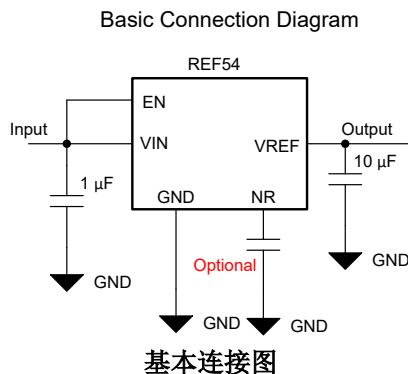 Basic Connection Diagram
REF54
EN
Input
VIN
VREF
Output
1 µF
10 µF
GND
NR
Optional
GND
GND
GND
GND
基本连接图